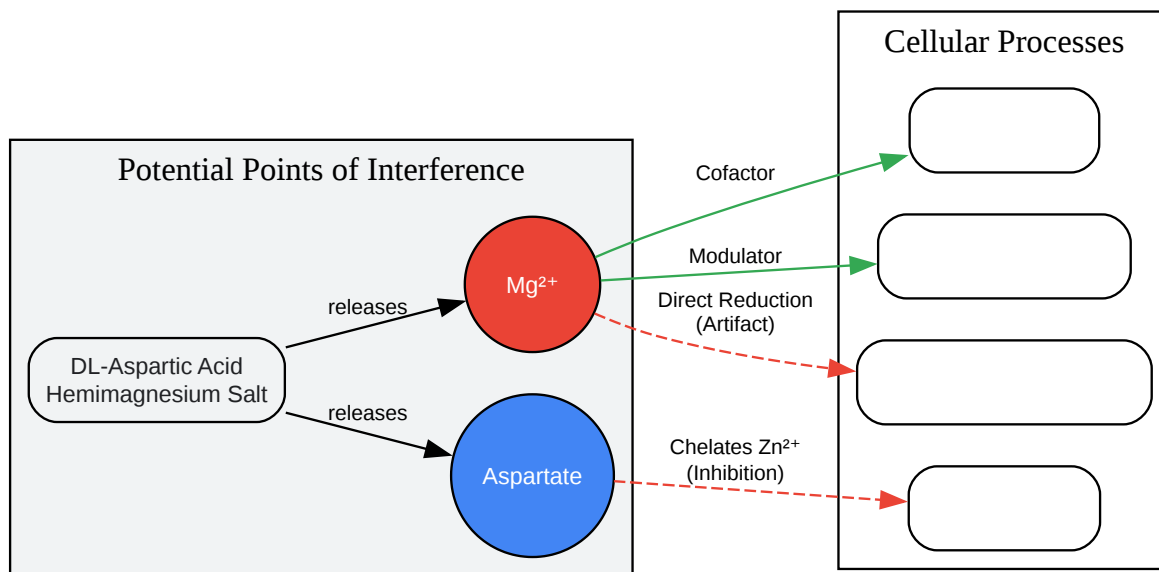 Cellular Processes
Potential Points of Interference
Cofactor
Modulator
Mg²⁺
Direct Reduction
(Artifact)
releases
DL-Aspartic Acid
Hemimagnesium Salt
releases
Chelates Zn²⁺
(Inhibition)
Aspartate